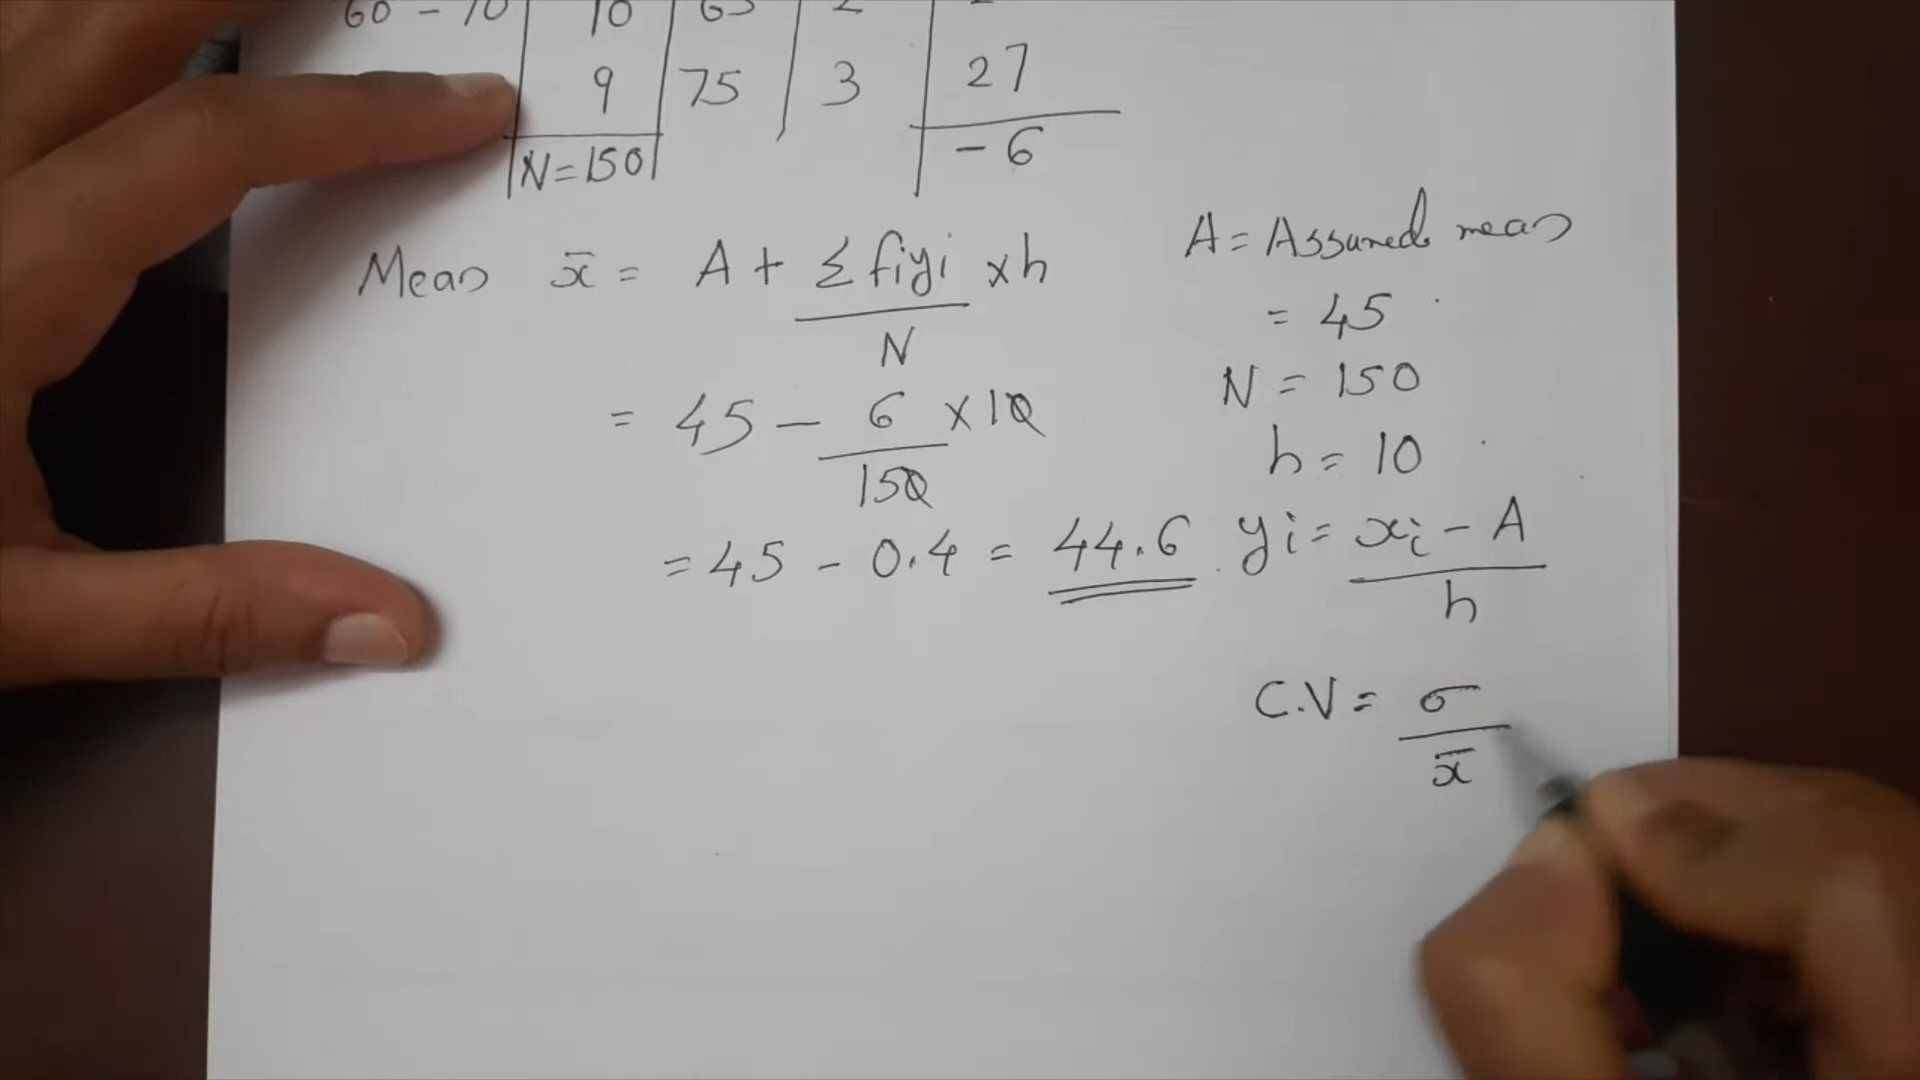 60 - 70 10 65 2
9 75 3 27
N=150 - 6
Mean x̄ = A + Σfiyi/N ×h
A = Assumed mean
= 45
N = 150
= 45 - 6/150 ×10
h = 10
= 45 - 0.4 = 44.6
yi = xi - A/h
C.V = σ/x̄